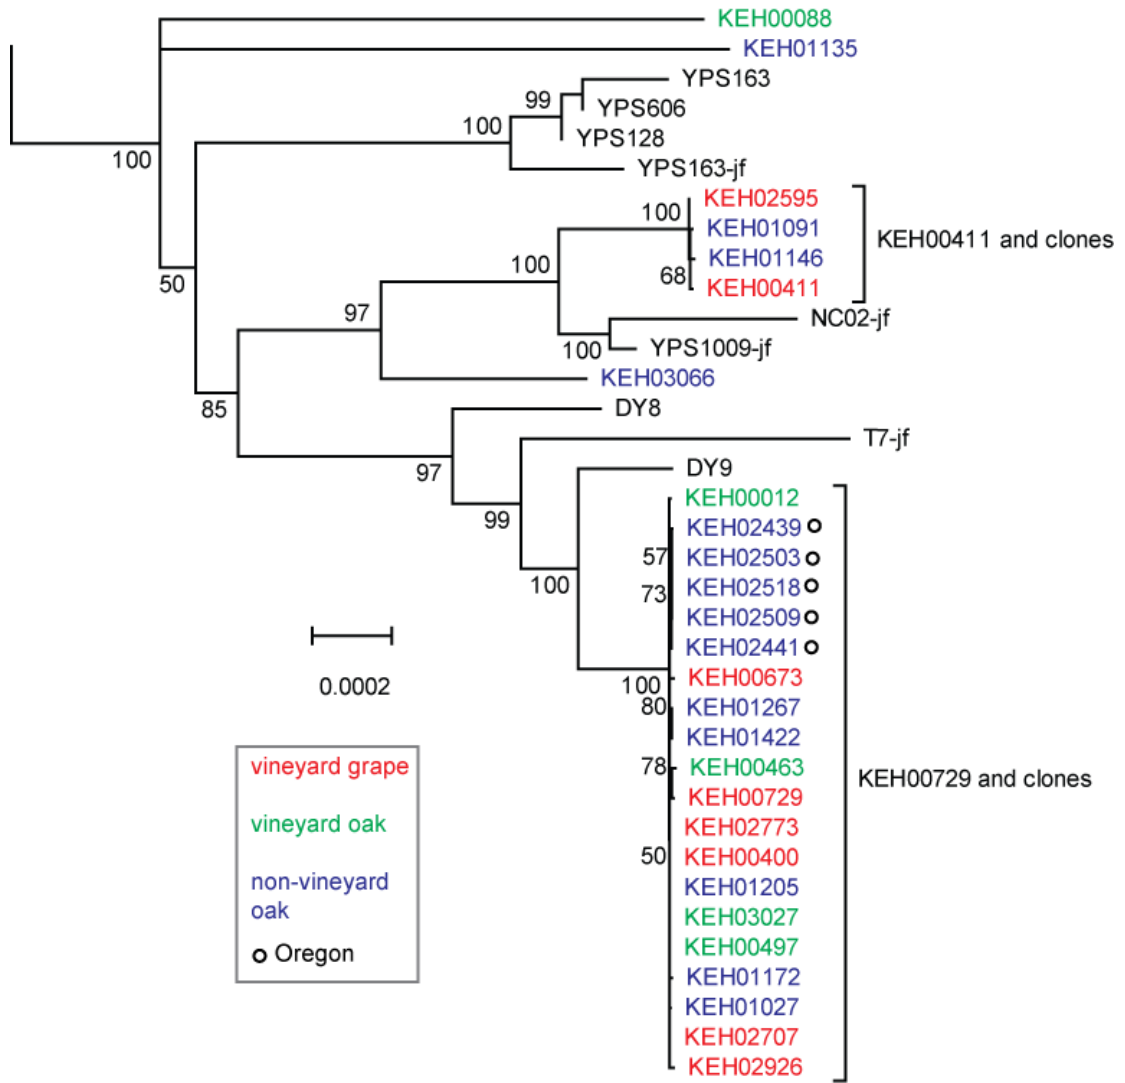 KEH00088
KEH01135
YPS163
99
YPS606
100
YPS128
100
YPS163-jf
KEH02595
100
KEH01091
KEH00411 and clones
100
KEH01146
50
68
KEH00411
97
NC02-jf
100
YPS1009-jf
KEH03066
85
DY8
T7-jf
97
DY9
KEH00012
99
KEH02439
57
KEH02503
100
73
KEH02518
KEH02509
KEH02441
0.0002
100
KEH00673
80
KEH01267
KEH01422
78
KEH00463
KEH00729 and clones
KEH00729
KEH02773
50
KEH00400
KEH01205
KEH03027
KEH00497
KEH01172
KEH01027
KEH02707
KEH02926
vineyard grape
vineyard oak
non-vineyard
oak
Oregon